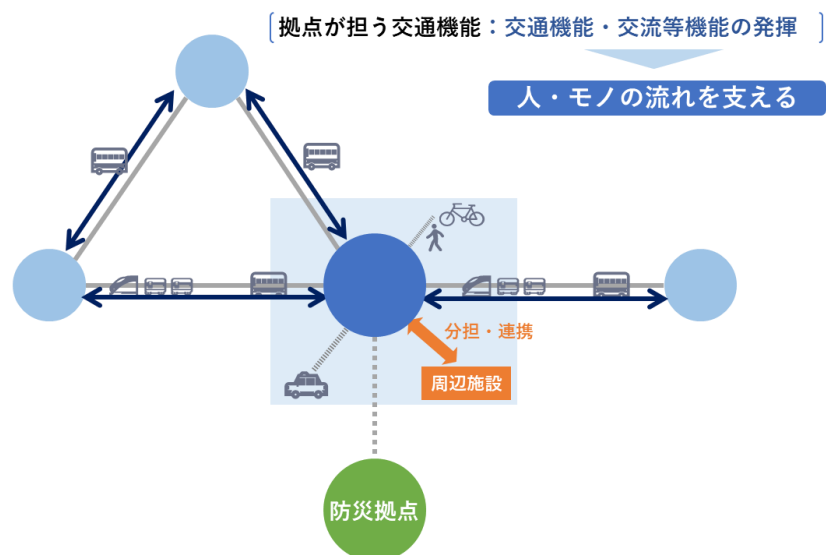 拠点が担う交通機能：交通機能・交流等機能の発揮
人・モノの流れを支える
分担・連携
周辺施設
防災拠点